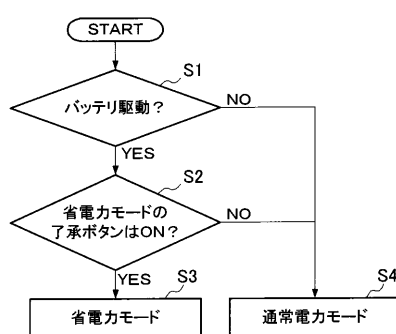 START
S1
バッテリ駆動？
NO
YES
S2
省電力モードの
了承ボタンはON？
NO
YES
S3
S4
省電力モード
通常電力モード